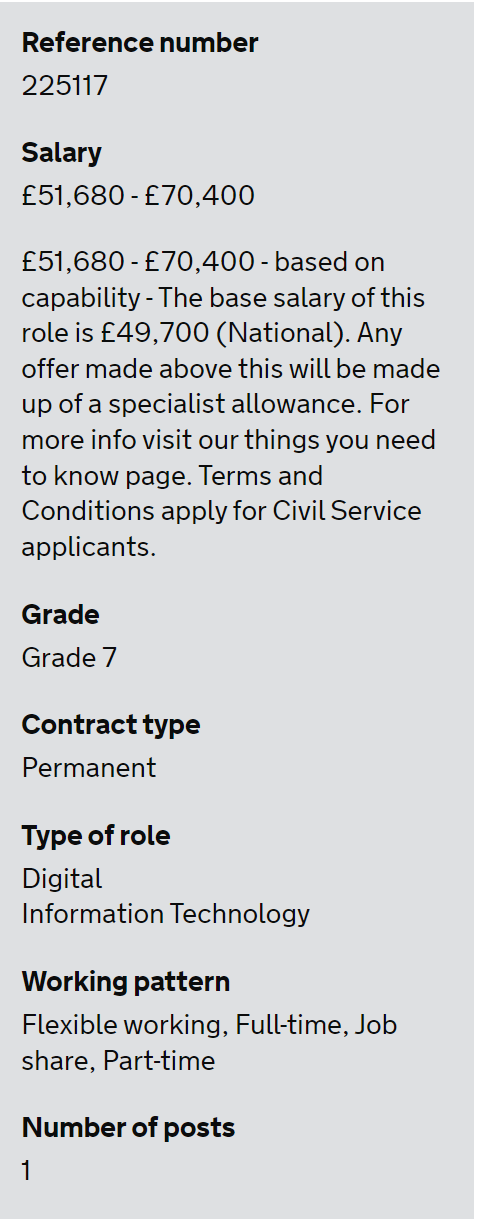 Reference number
225117
Salary
£51,680 - £70,400
£51,680 - £70,400 - based on
capability - The base salary of this
role is £49,700 (National). Any
offer made above this will be made
up of a specialist allowance. For
more info visit our things you need
to know page. Terms and
Conditions apply for Civil Service
applicants.
Grade
Grade 7
Contract type
Permanent
Type of role
Digital
Information Technology
Working pattern
Flexible working, Full-time, Job
share, Part-time
Number of posts
1